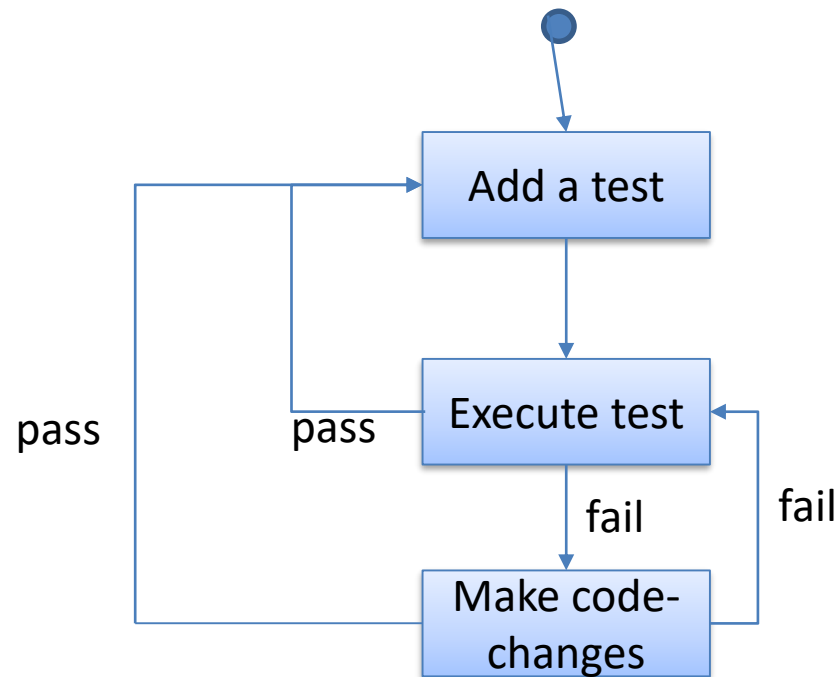 Add a test
Execute test
pass
pass
fail
fail
Make code-
changes